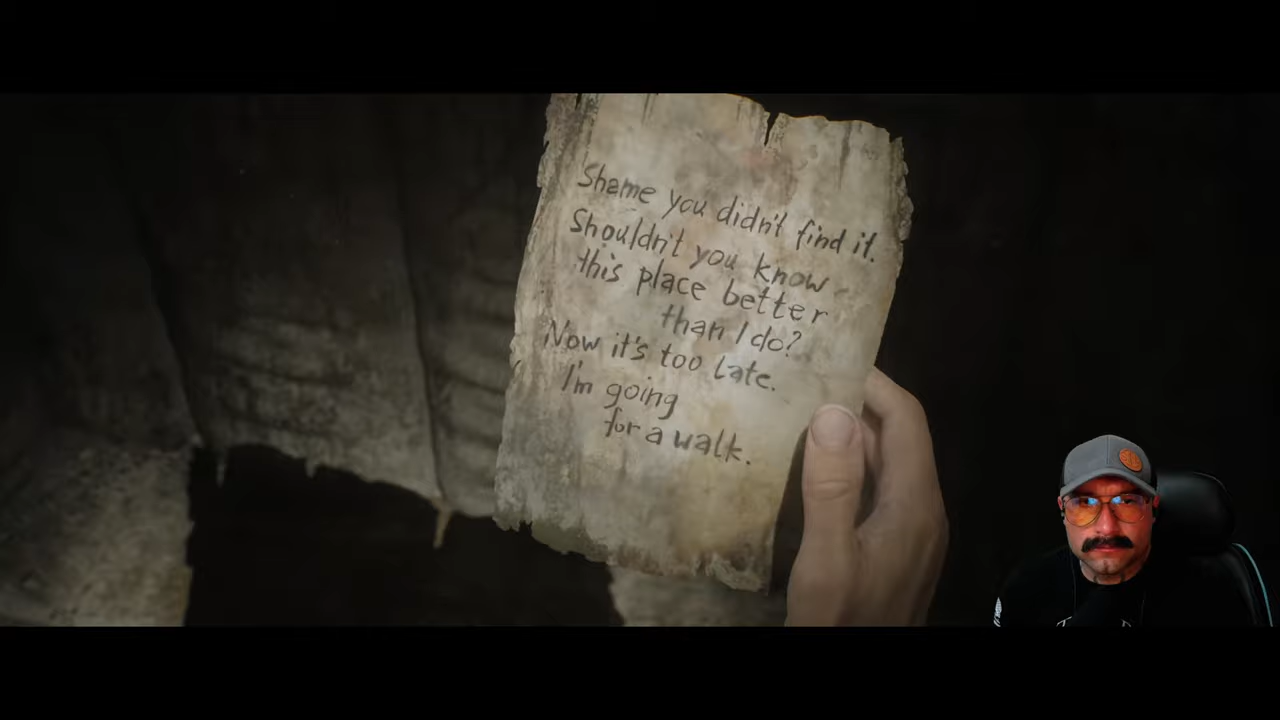 Shame you didn't find it.
Shouldn't you know
this place better
than I do?
Now it's too late.
I'm going
for a walk.